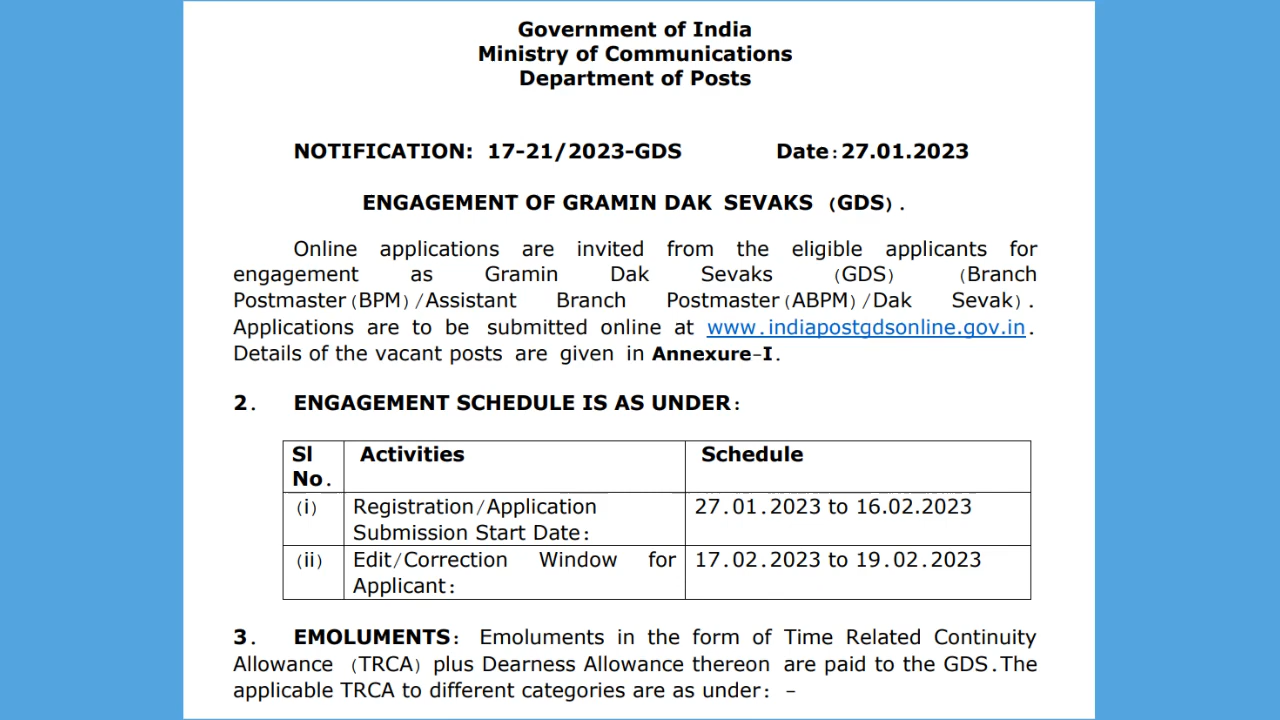 Government of India
Ministry of Communications
Department of Posts
NOTIFICATION: 17-21/2023-GDS Date:27.01.2023
ENGAGEMENT OF GRAMIN DAK SEVAKS (GDS).
Online applications are invited from the eligible applicants for
engagement as Gramin Dak Sevaks (GDS) (Branch
Postmaster(BPM)/Assistant Branch Postmaster(ABPM)/Dak Sevak).
Applications are to be submitted online at www.indiapostgdsonline.gov.in.
Details of the vacant posts are given in Annexure-I.
2. ENGAGEMENT SCHEDULE IS AS UNDER:
Sl Activities Schedule
No.
(i) Registration/Application 27.01.2023 to 16.02.2023
Submission Start Date:
(ii) Edit/Correction Window for 17.02.2023 to 19.02.2023
Applicant:
3. EMOLUMENTS: Emoluments in the form of Time Related Continuity
Allowance (TRCA) plus Dearness Allowance thereon are paid to the GDS.The
applicable TRCA to different categories are as under: –